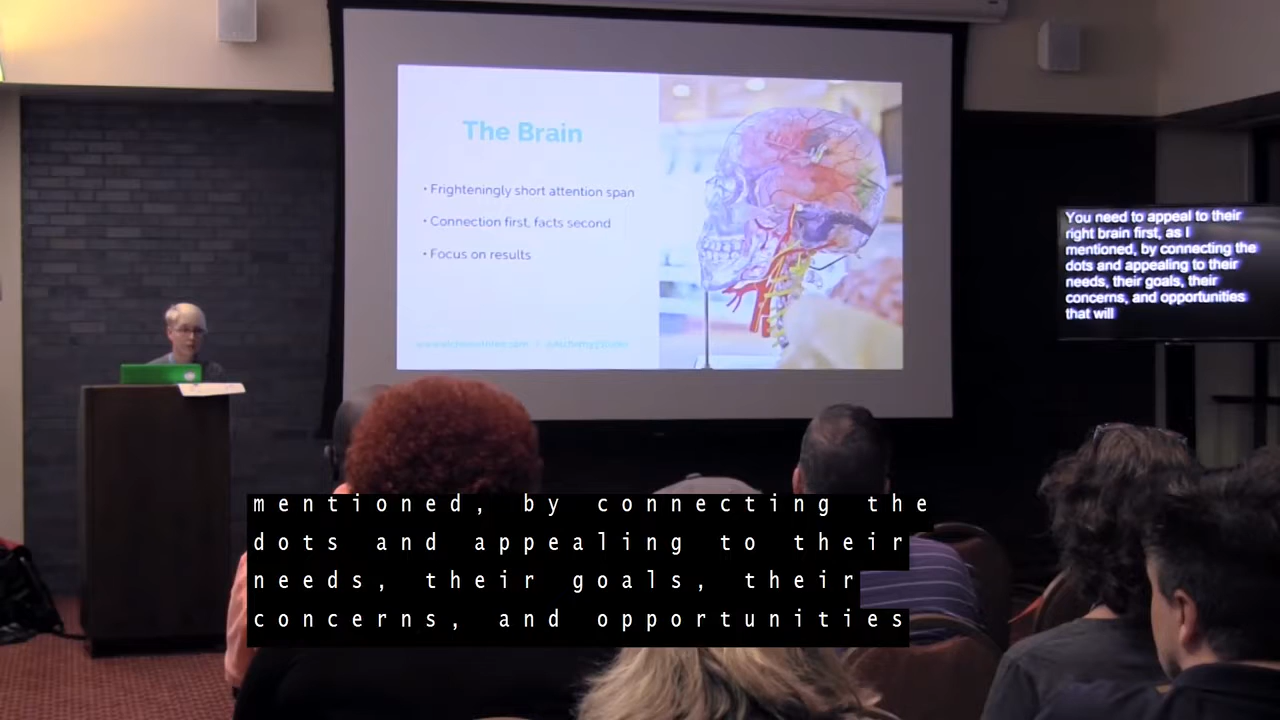 The Brain
• Frighteningly short attention span
• Connection first, facts second
• Focus on results
You need to appeal to their
right brain first, as I
mentioned, by connecting the
dots and appealing to their
needs, their goals, their
concerns, and opportunities
that will
mentioned, by connecting the
dots and appealing to their
needs, their goals, their
concerns, and opportunities